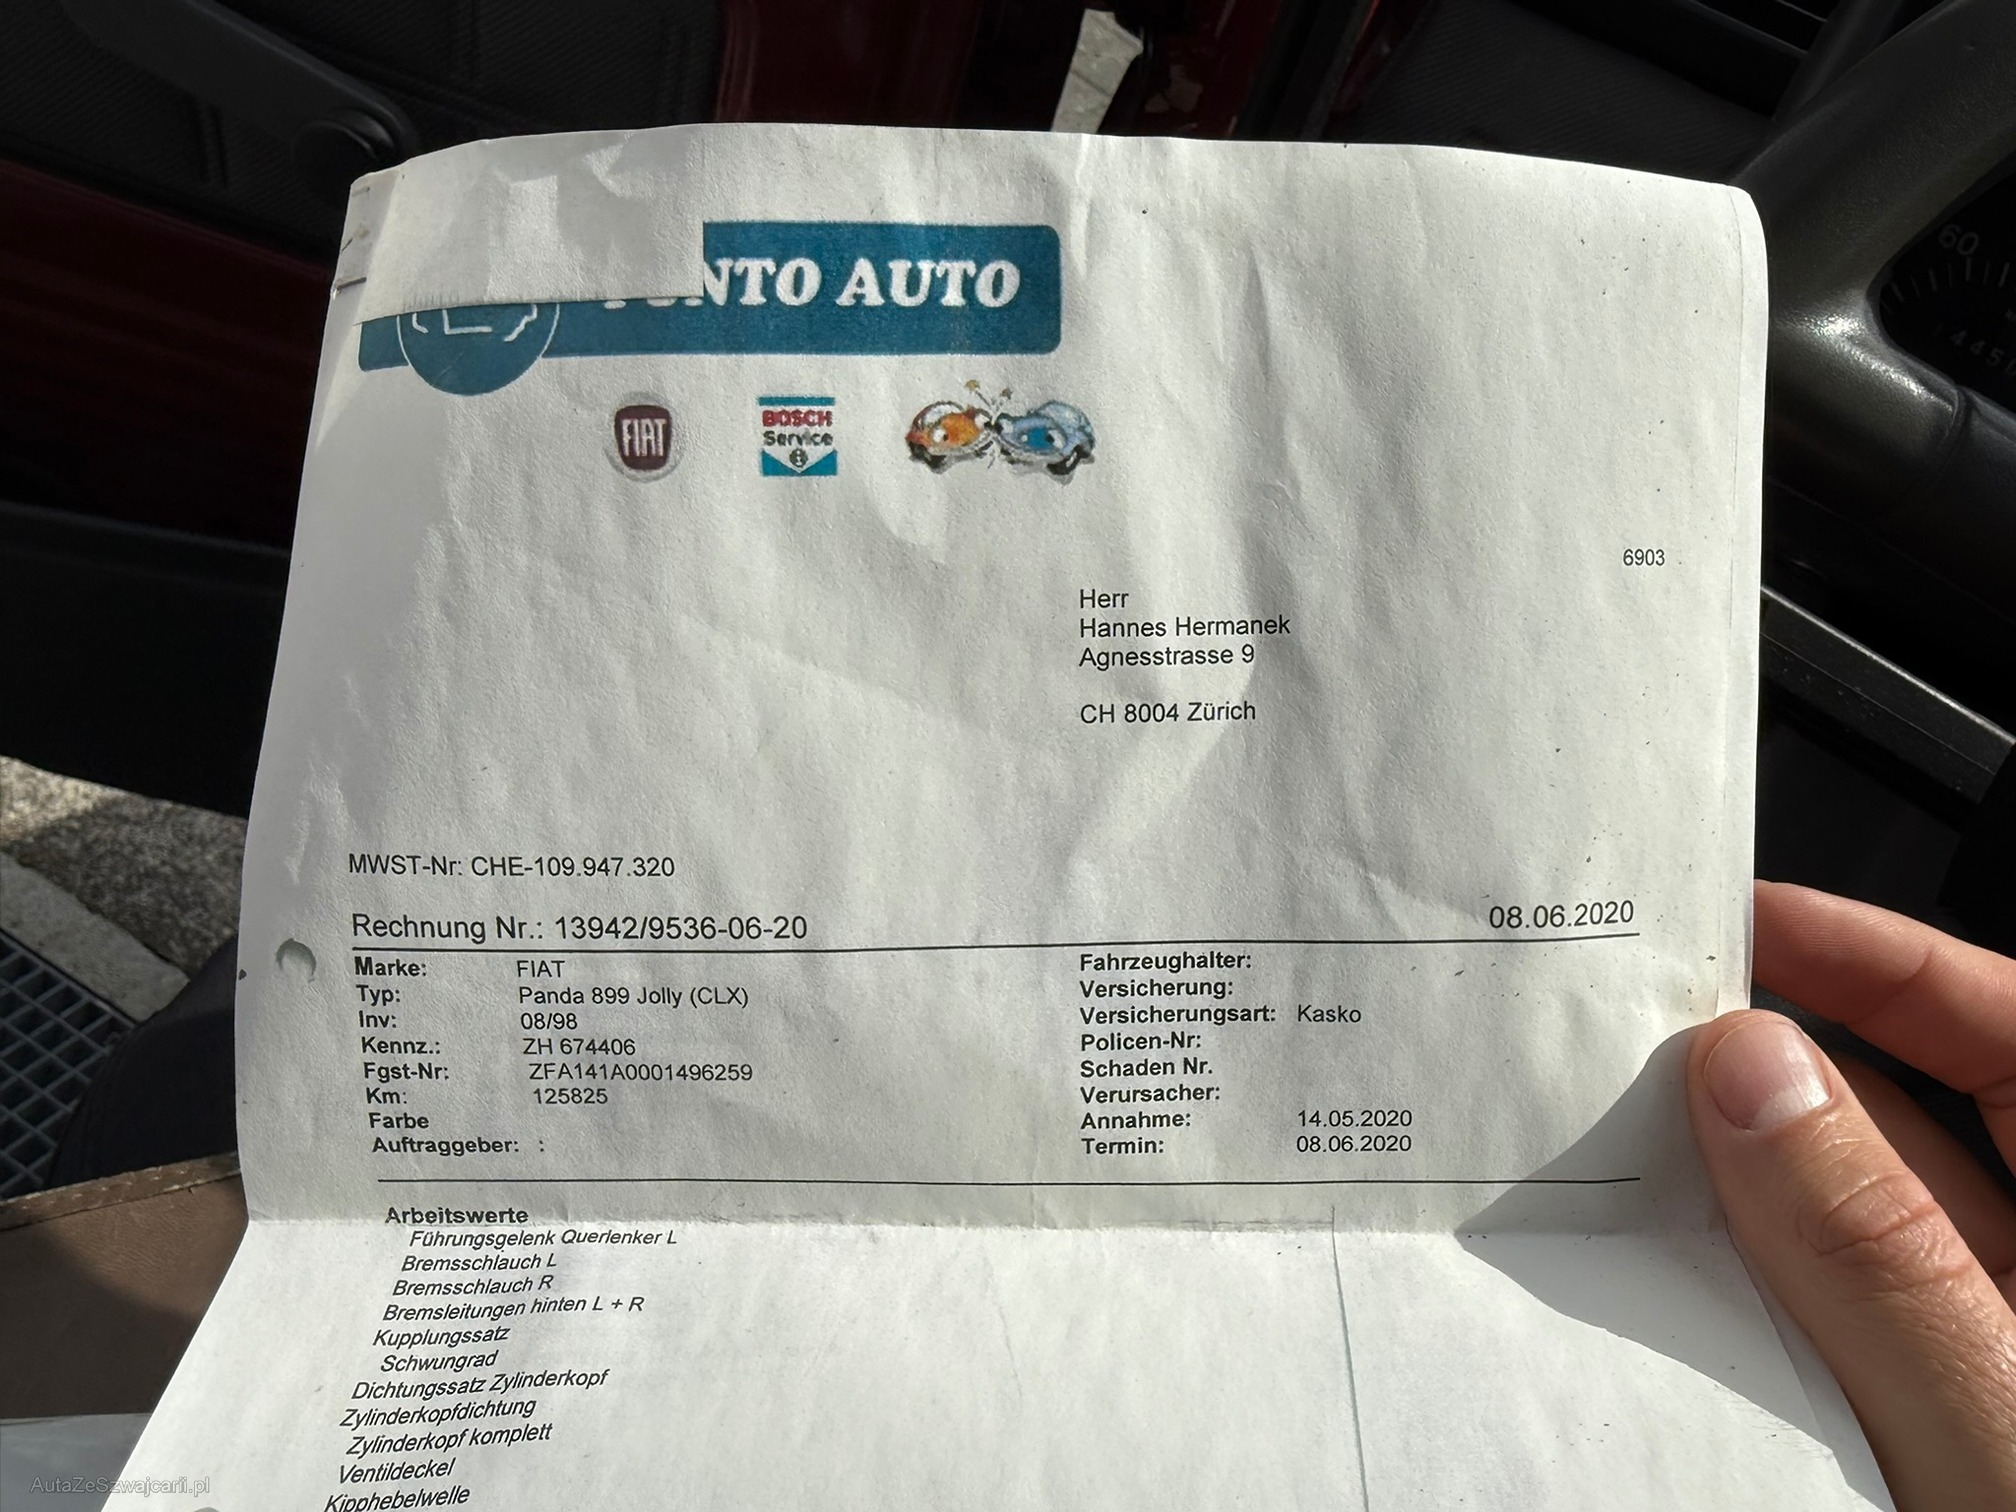 NTO AUTO
FIAT
BOSCH
Service
6903
Herr
Hannes Hermanek
Agnesstrasse 9
CH 8004 Zürich
MWST-Nr: CHE-109.947.320
Rechnung Nr.: 13942/9536-06-20
08.06.2020
Marke: FIAT
Typ: Panda 899 Jolly (CLX)
Inv: 08/98
Kennz.: ZH 674406
Fgst-Nr: ZFA141A0001496259
Km: 125825
Farbe
Auftraggeber: :
Fahrzeughalter:
Versicherung:
Versicherungsart: Kasko
Policen-Nr:
Schaden Nr.
Verursacher:
Annahme: 14.05.2020
Termin: 08.06.2020
Arbeitswerte
Führungsgelenk Querlenker L
Bremsschlauch L
Bremsschlauch R
Bremsleitungen hinten L + R
Kupplungssatz
Schwungrad
Dichtungssatz Zylinderkopf
Zylinderkopfdichtung
Zylinderkopf komplett
Ventildeckel
Kipphebelwelle
60
AutaZeSzwajcarii.pl